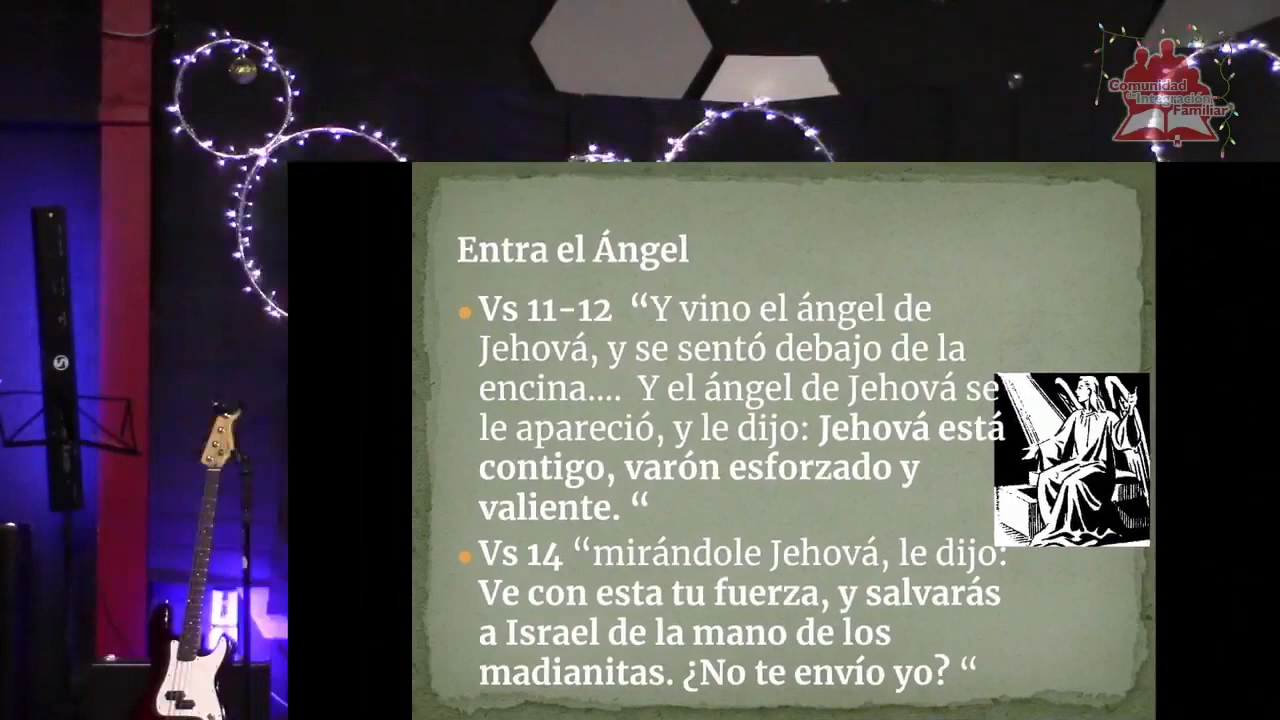 Comunidad
de Integración
Familiar
Entra el Ángel
• Vs 11-12 “Y vino el ángel de
Jehová, y se sentó debajo de la
encina.... Y el ángel de Jehová se
le apareció, y le dijo: Jehová está
contigo, varón esforzado y
valiente. “
• Vs 14 “mirándole Jehová, le dijo:
Ve con esta tu fuerza, y salvarás
a Israel de la mano de los
madianitas. ¿No te envío yo? “